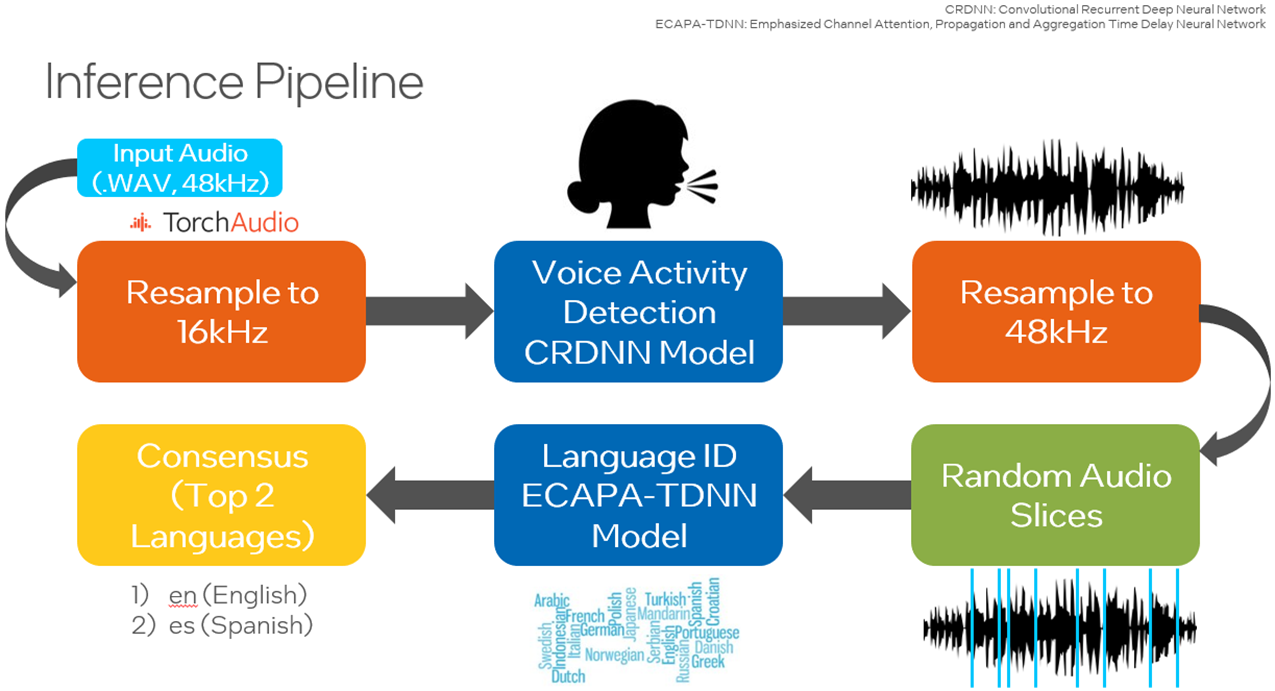 CRDNN: Convolutional Recurrent Deep Neural Network
ECAPA-TDNN: Emphasized Channel Attention, Propagation and Aggregation Time Delay Neural Network
Inference Pipeline
Input Audio
(.WAV, 48kHz)
TorchAudio
Resample to
16kHz
Voice Activity
Detection
CRDNN Model
Resample to
48kHz
Random Audio
Slices
Language ID
ECAPA-TDNN
Model
Consensus
(Top 2
Languages)
1) en (English)
2) es (Spanish)
Arabic
French
Polish
Japanese
Turkish
Mandarin
Spanish
Croatian
Swedish
Indonesian
Italian
German
Serbian
English
Portuguese
Norwegian
Russian
Danish
Greek
Dutch